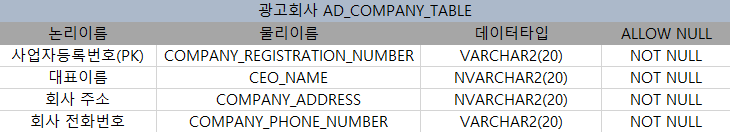 광고회사 AD_COMPANY_TABLE
논리이름 물리이름 데이터타입 ALLOW NULL
사업자등록번호(PK) COMPANY_REGISTRATION_NUMBER VARCHAR2(20) NOT NULL
대표이름 CEO_NAME NVARCHAR2(20) NOT NULL
회사 주소 COMPANY_ADDRESS NVARCHAR2(20) NOT NULL
회사 전화번호 COMPANY_PHONE_NUMBER VARCHAR2(20) NOT NULL